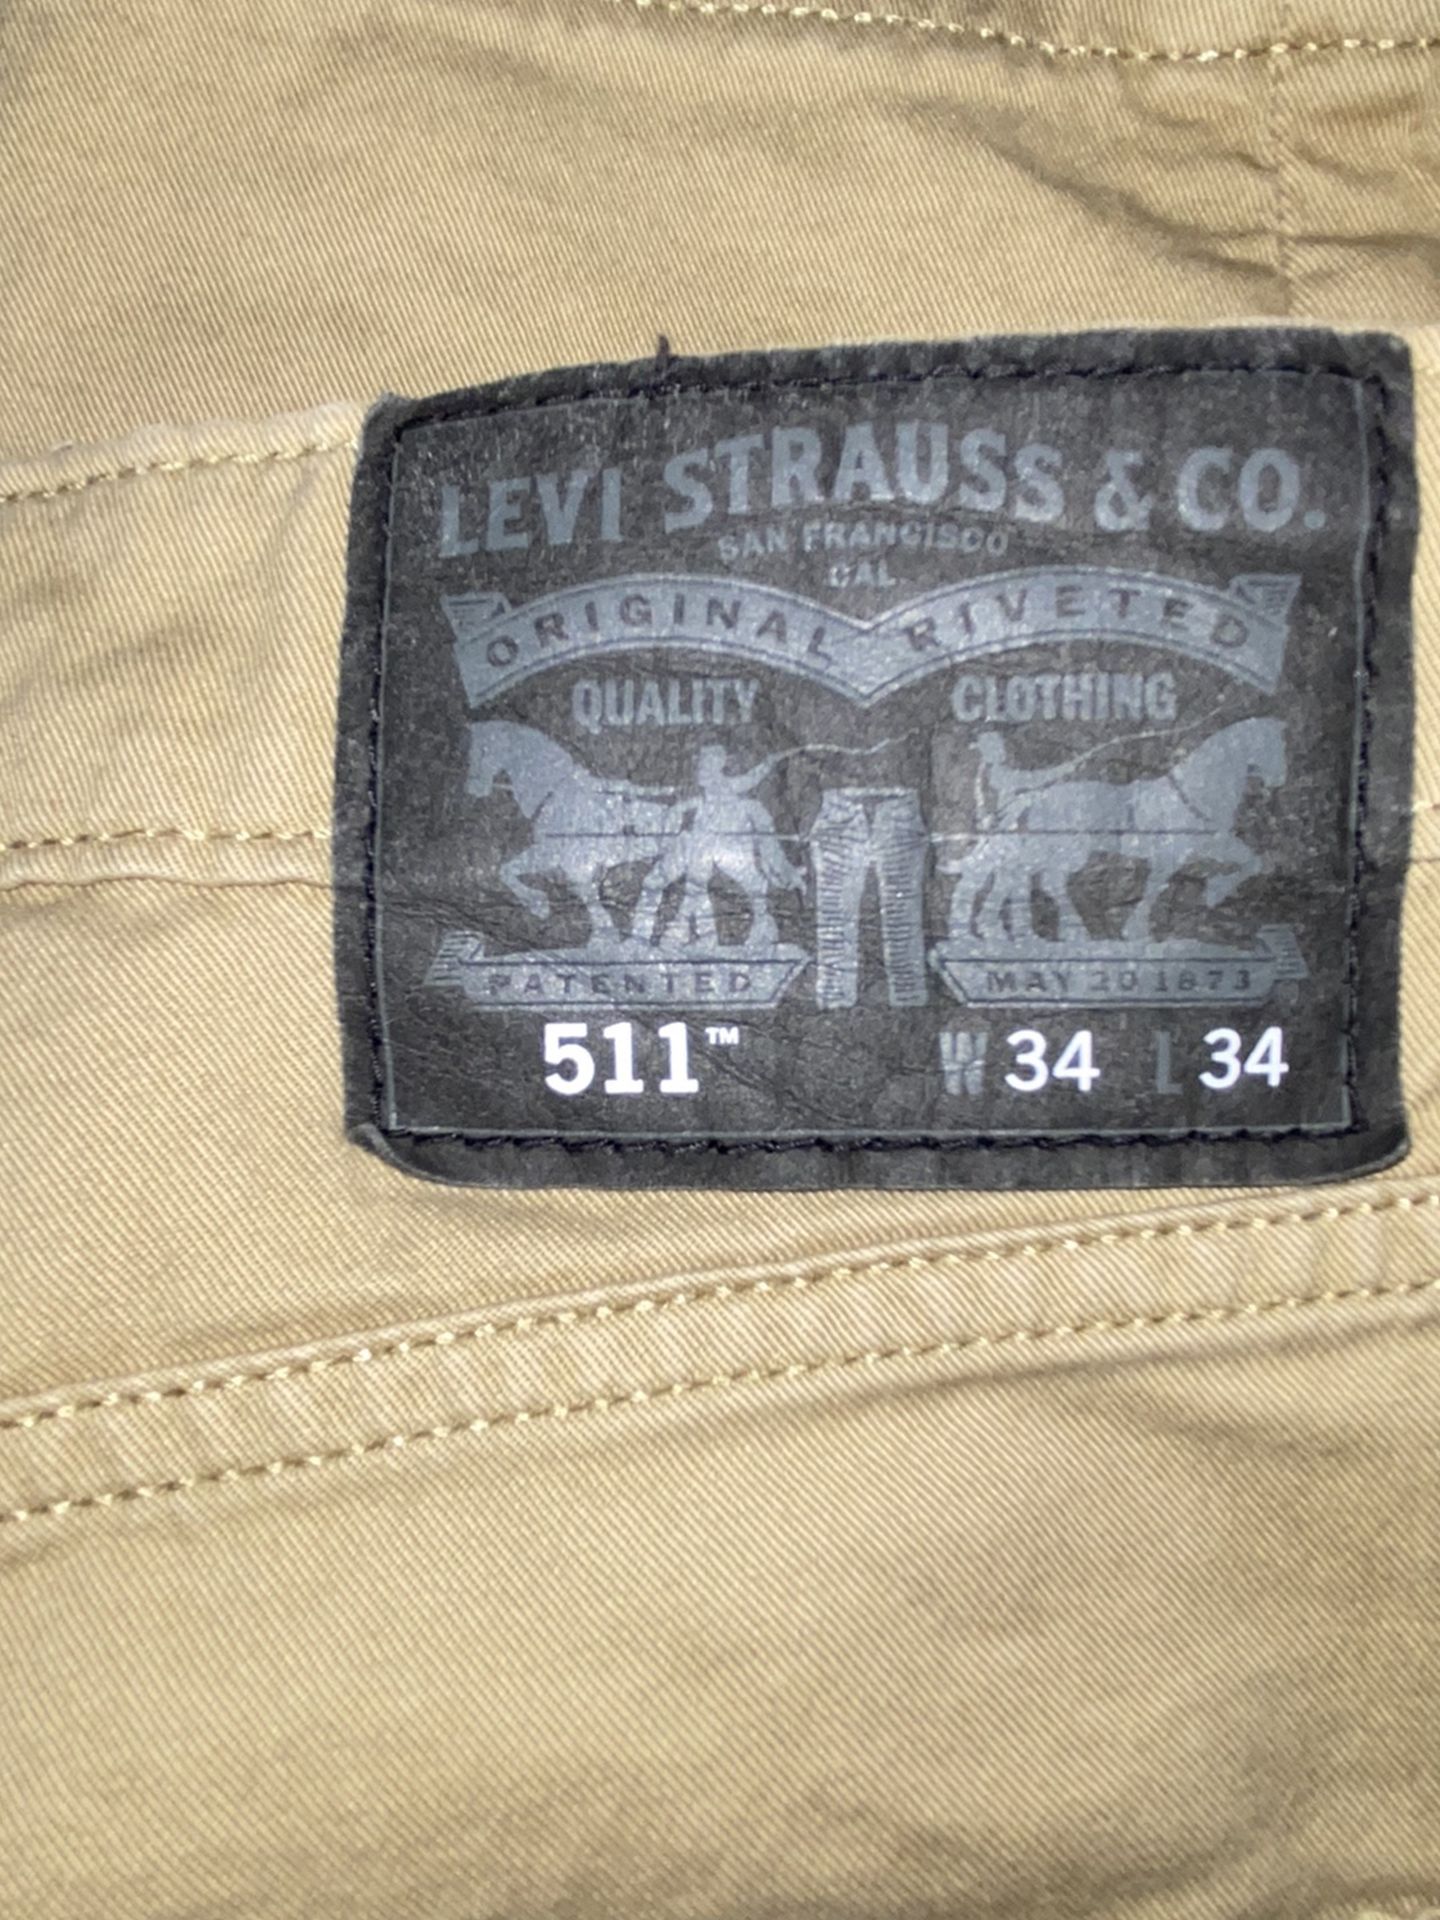 LEVI STRAUSS & CO.
SAN FRANCISCO
CAL
ORIGINAL RIVETED
QUALITY CLOTHING
PATENTED MAY 20 1873
511™ W 34 L 34